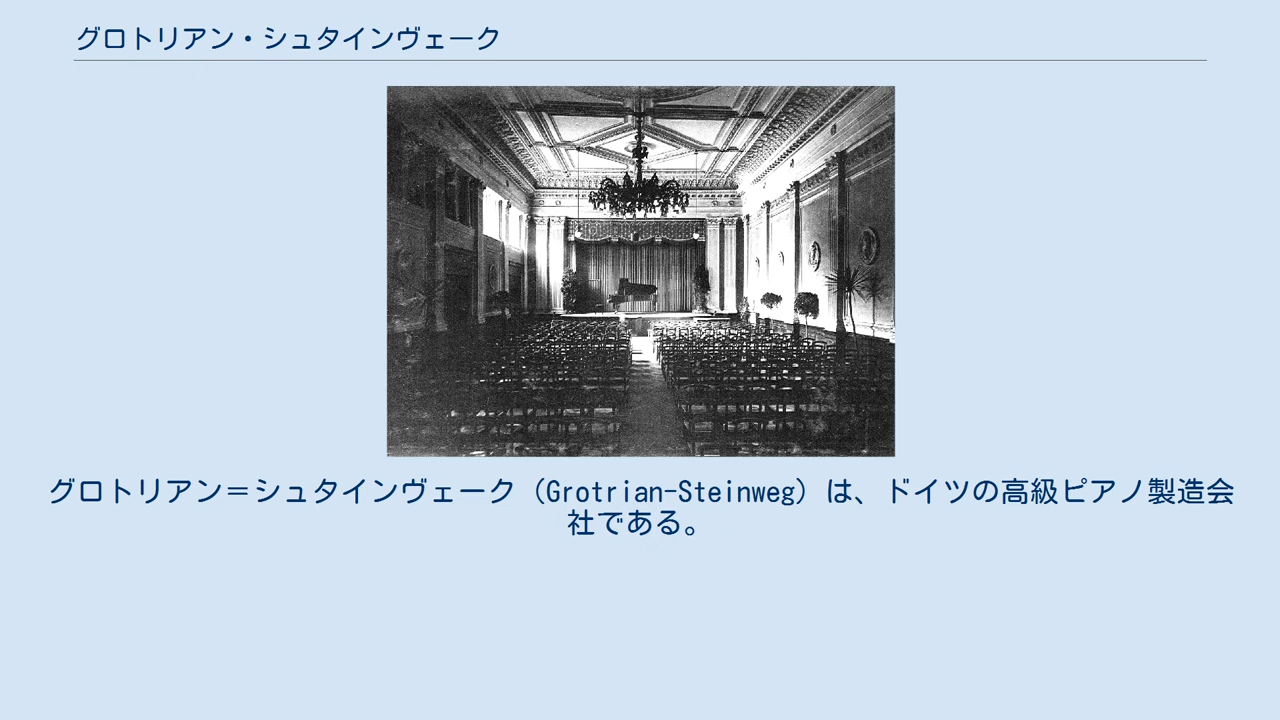 グロトリアン・シュタインヴェーク
グロトリアン＝シュタインヴェーク（Grotrian-Steinweg）は、ドイツの高級ピアノ製造会
社である。